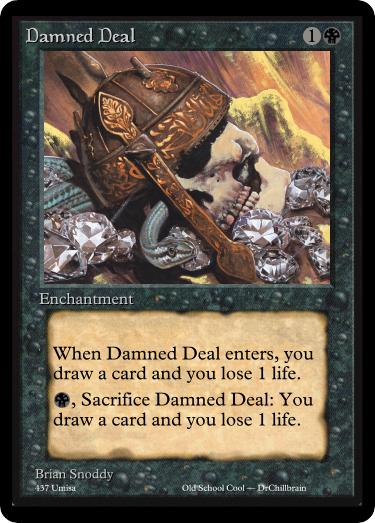 Damned Deal 1
Enchantment
When Damned Deal enters, you
draw a card and you lose 1 life.
, Sacrifice Damned Deal: You
draw a card and you lose 1 life.
Brian Snoddy
437 Umisa Old School Cool — DrChillbrain